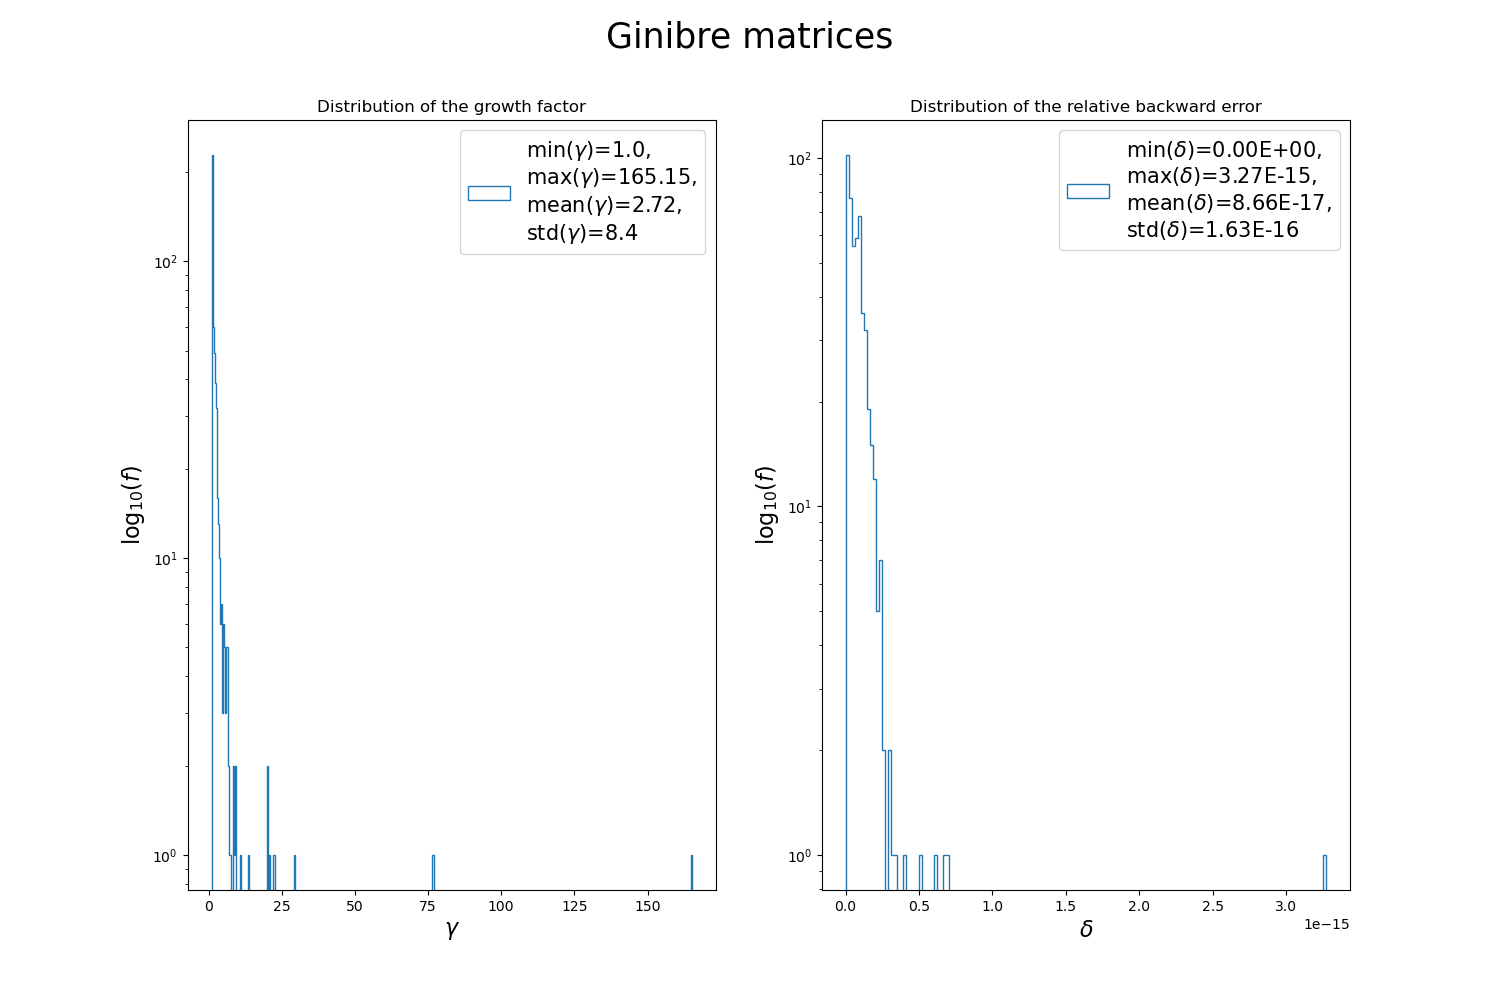 Ginibre matrices
Distribution of the growth factor
min(γ)=1.0,
max(γ)=165.15,
mean(γ)=2.72,
std(γ)=8.4
10²
10¹
10⁰
log₁₀(f)
0 25 50 75 100 125 150
γ
Distribution of the relative backward error
min(δ)=0.00E+00,
max(δ)=3.27E-15,
mean(δ)=8.66E-17,
std(δ)=1.63E-16
10²
10¹
10⁰
log₁₀(f)
0.0 0.5 1.0 1.5 2.0 2.5 3.0
1e−15
δ